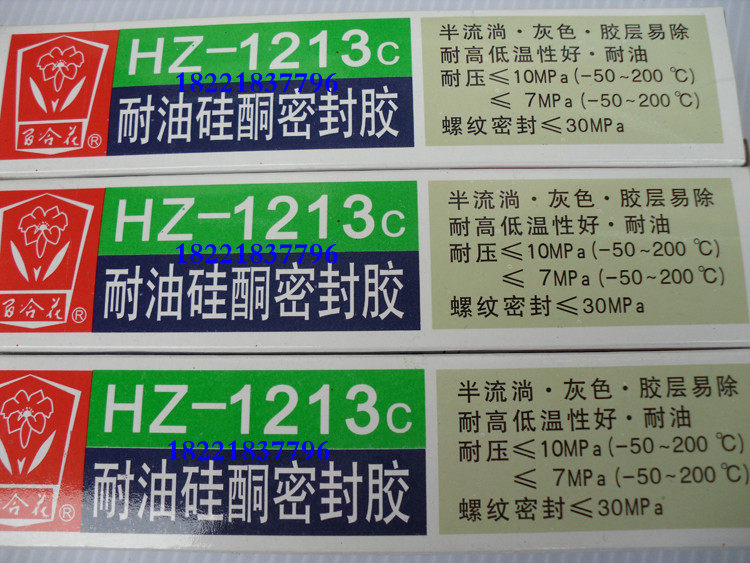 HZ-1213c
18221837796
耐油硅酮密封胶
百合花®
半流淌·灰色·胶层易除
耐高低温性好·耐油
耐压≤10MPa(-50~200℃)
≤ 7MPa(-50~200℃)
螺纹密封≤30MPa
HZ-1213c
18221837796
耐油硅酮密封胶
百合花®
半流淌·灰色·胶层易除
耐高低温性好·耐油
耐压≤10MPa(-50~200℃)
≤ 7MPa(-50~200℃)
螺纹密封≤30MPa
HZ-1213c
18221837796
耐油硅酮密封胶
百合花®
半流淌·灰色·胶层易除
耐高低温性好·耐油
耐压≤10MPa(-50~200℃)
≤ 7MPa(-50~200℃)
螺纹密封≤30MPa